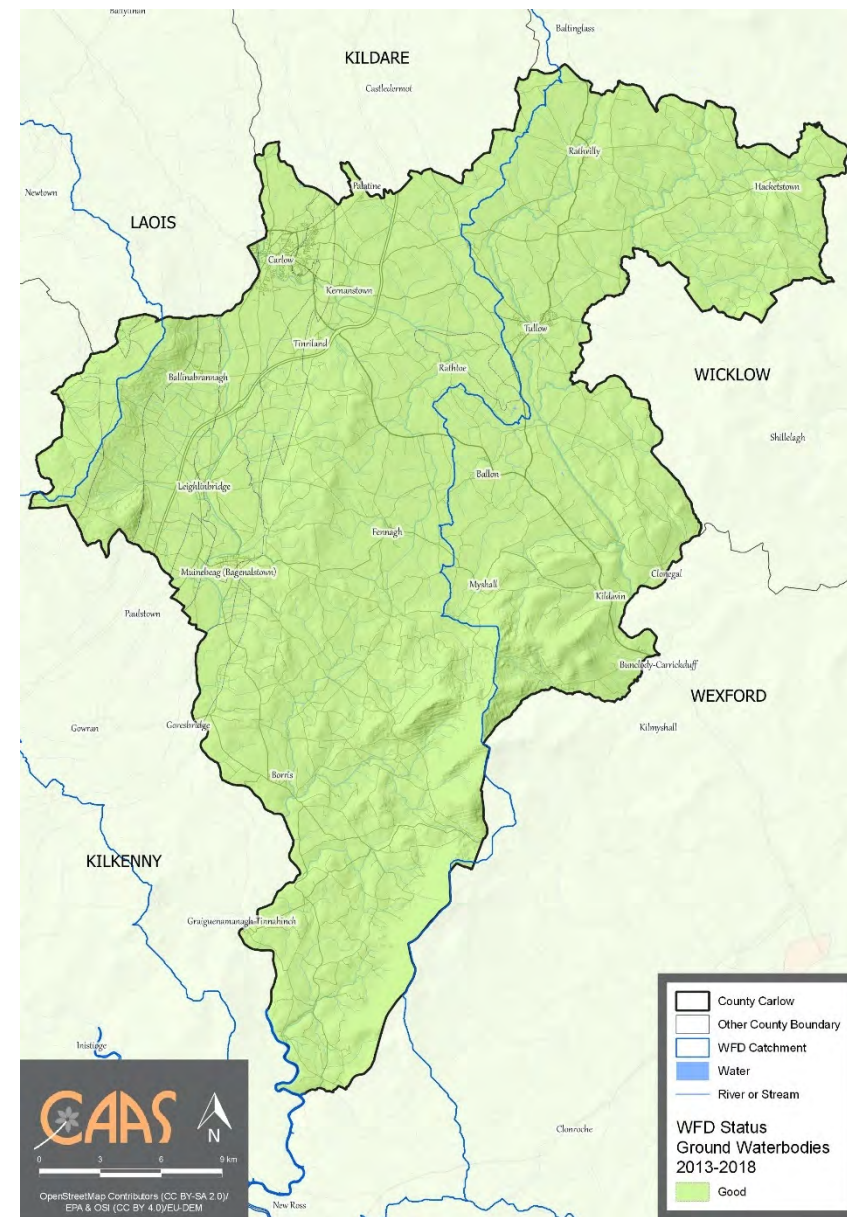 Ballylinan
Baltinglass
KILDARE
Castledermot
Rathvilly
Palatine
Hacketstown
Newtown
LAOIS
Carlow
Kernanstown
Tullow
Tinriland
Rathtoe
Ballinabrannagh
WICKLOW
Shillelagh
Ballon
Leighlinbridge
Fennagh
Muinebeag (Bagenalstown)
Clonegal
Myshall
Kildavin
Paulstown
Bunclody-Carrickduff
WEXFORD
Gowran
Goresbridge
Kilmyshall
Borris
KILKENNY
Graiguenamanagh-Tinnahinch
Inistioge
Clonroche
New Ross
CAAS
N
0 3 6 9 km
OpenStreetMap Contributors (CC BY-SA 2.0)/
EPA & OSI (CC BY 4.0)/EU-DEM
County Carlow
Other County Boundary
WFD Catchment
Water
River or Stream
WFD Status
Ground Waterbodies
2013-2018
Good